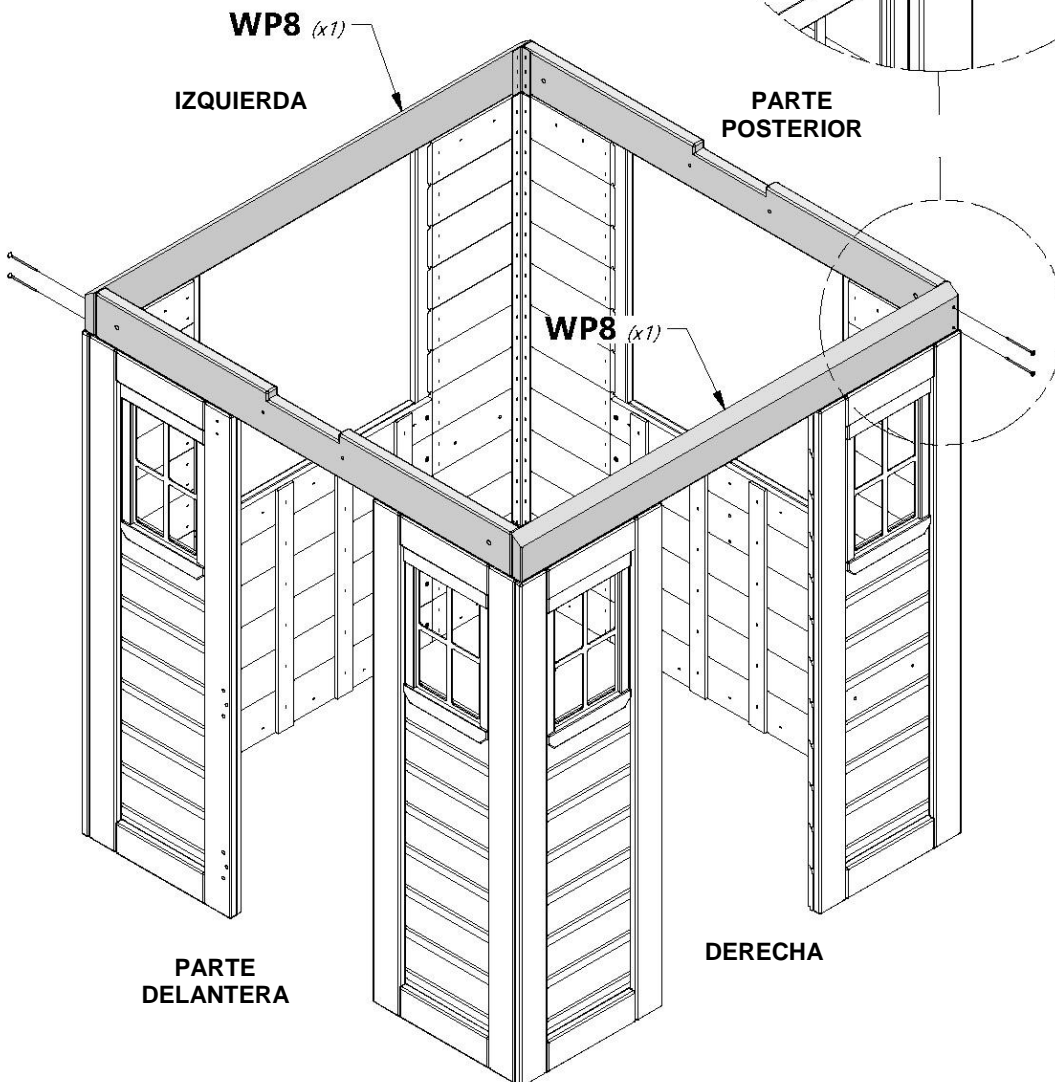 WP8 (x1)
IZQUIERDA
PARTE
POSTERIOR
WP8 (x1)
PARTE
DELANTERA
DERECHA